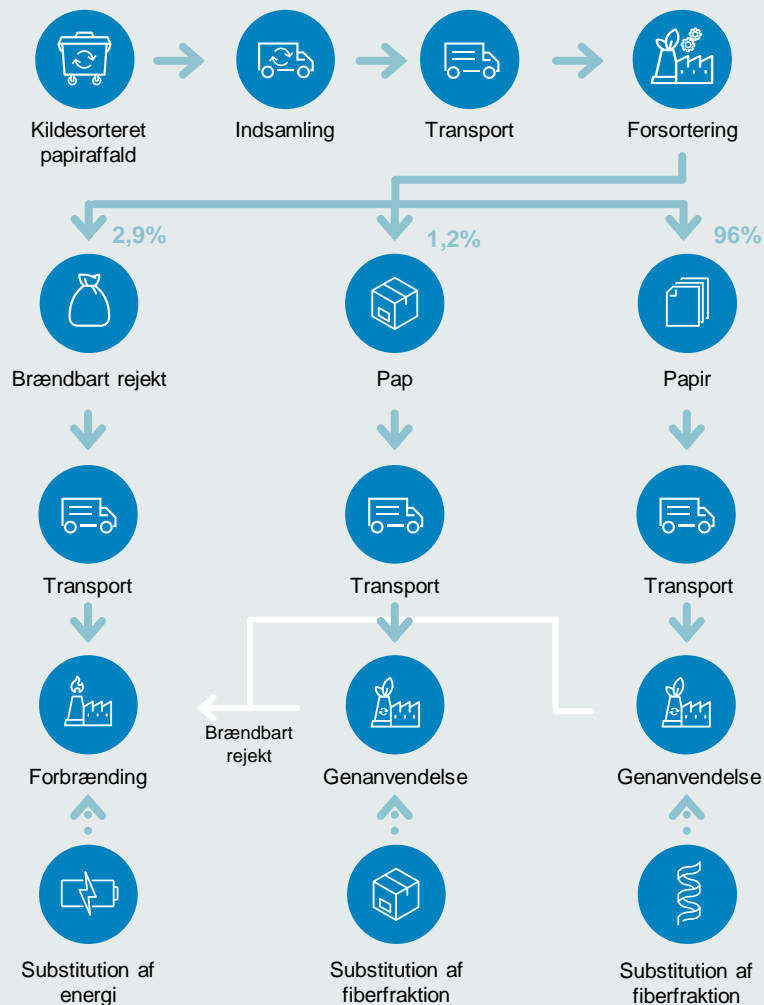 Kildesorteret
papiraffald
Indsamling
Transport
Forsortering
2,9%
1,2%
96%
Brændbart rejekt
Pap
Papir
Transport
Transport
Transport
Brændbart
rejekt
Forbrænding
Genanvendelse
Genanvendelse
Substitution af
energi
Substitution af
fiberfraktion
Substitution af
fiberfraktion